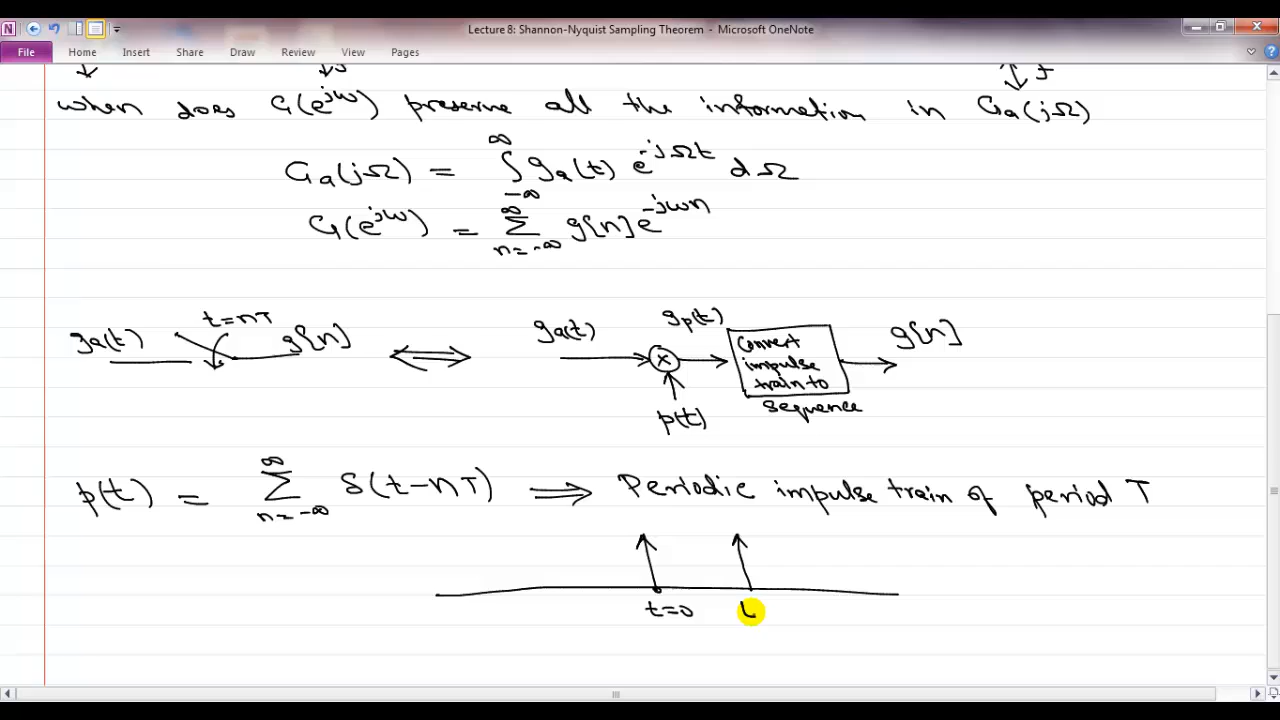 Lecture 8: Shannon-Nyquist Sampling Theorem - Microsoft OneNote
File Home Insert Share Draw Review View Pages
when does G(e^jω) preserve all the information in Ga(jΩ)
Ga(jΩ) = ∫_{-∞}^{∞} ga(t) e^{-jΩt} dΩ
G(e^{jω}) = Σ_{n=-∞}^{∞} g[n] e^{-jωn}
ga(t) t=nT g[n] ⟺ ga(t) × p(t) gp(t) Convert impulse train to sequence g[n]
p(t) = Σ_{n=-∞}^{∞} δ(t-nT) ⟹ Periodic impulse train of period T
t=0